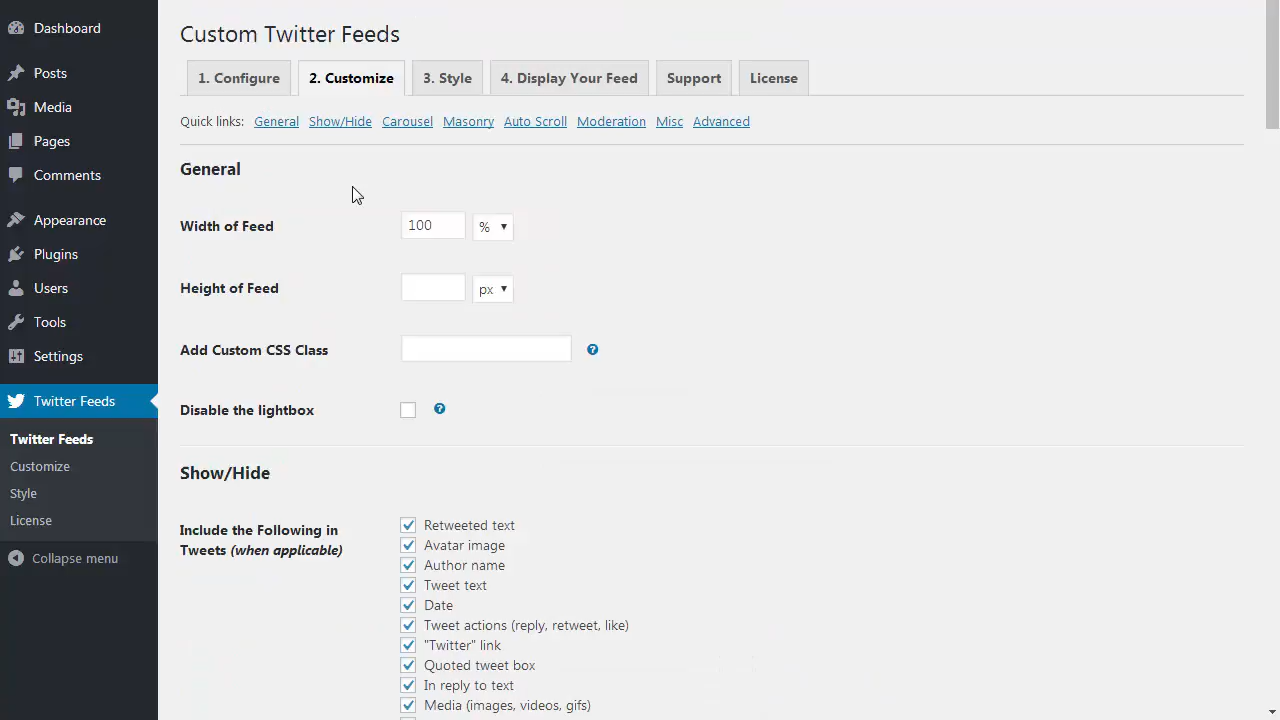 Dashboard
Posts
Media
Pages
Comments
Appearance
Plugins
Users
Tools
Settings
Twitter Feeds
Twitter Feeds
Customize
Style
License
Collapse menu
Custom Twitter Feeds
1. Configure 2. Customize 3. Style 4. Display Your Feed Support License
Quick links: General Show/Hide Carousel Masonry Auto Scroll Moderation Misc Advanced
General
Width of Feed 100 %
Height of Feed px
Add Custom CSS Class ?
Disable the lightbox ?
Show/Hide
Include the Following in
Tweets (when applicable)
Retweeted text
Avatar image
Author name
Tweet text
Date
Tweet actions (reply, retweet, like)
"Twitter" link
Quoted tweet box
In reply to text
Media (images, videos, gifs)